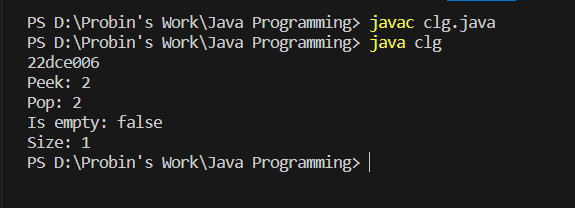 PS D:\Probin's Work\Java Programming> javac clg.java
PS D:\Probin's Work\Java Programming> java clg
22dce006
Peek: 2
Pop: 2
Is empty: false
Size: 1
PS D:\Probin's Work\Java Programming>